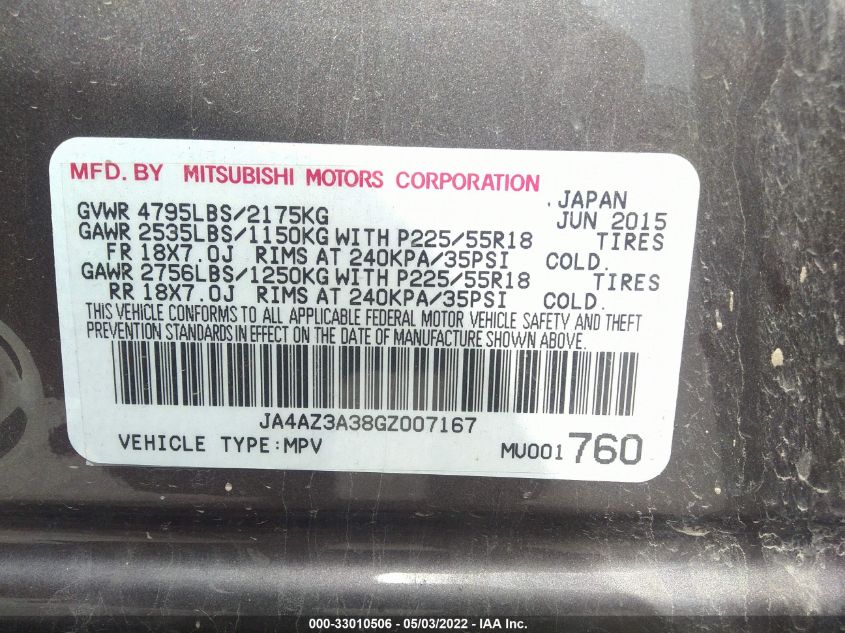 MFD. BY MITSUBISHI MOTORS CORPORATION
. JAPAN
GVWR 4795LBS/2175KG JUN 2015
GAWR 2535LBS/1150KG WITH P225/55R18 TIRES
FR 18X7.0J RIMS AT 240KPA/35PSI COLD.
GAWR 2756LBS/1250KG WITH P225/55R18 TIRES
RR 18X7.0J RIMS AT 240KPA/35PSI COLD.
THIS VEHICLE CONFORMS TO ALL APPLICABLE FEDERAL MOTOR VEHICLE SAFETY AND THEFT
PREVENTION STANDARDS IN EFFECT ON THE DATE OF MANUFACTURE SHOWN ABOVE.
JA4AZ3A38GZ007167
VEHICLE TYPE:MPV MU001760
000-33010506 - 05/03/2022 - IAA Inc.